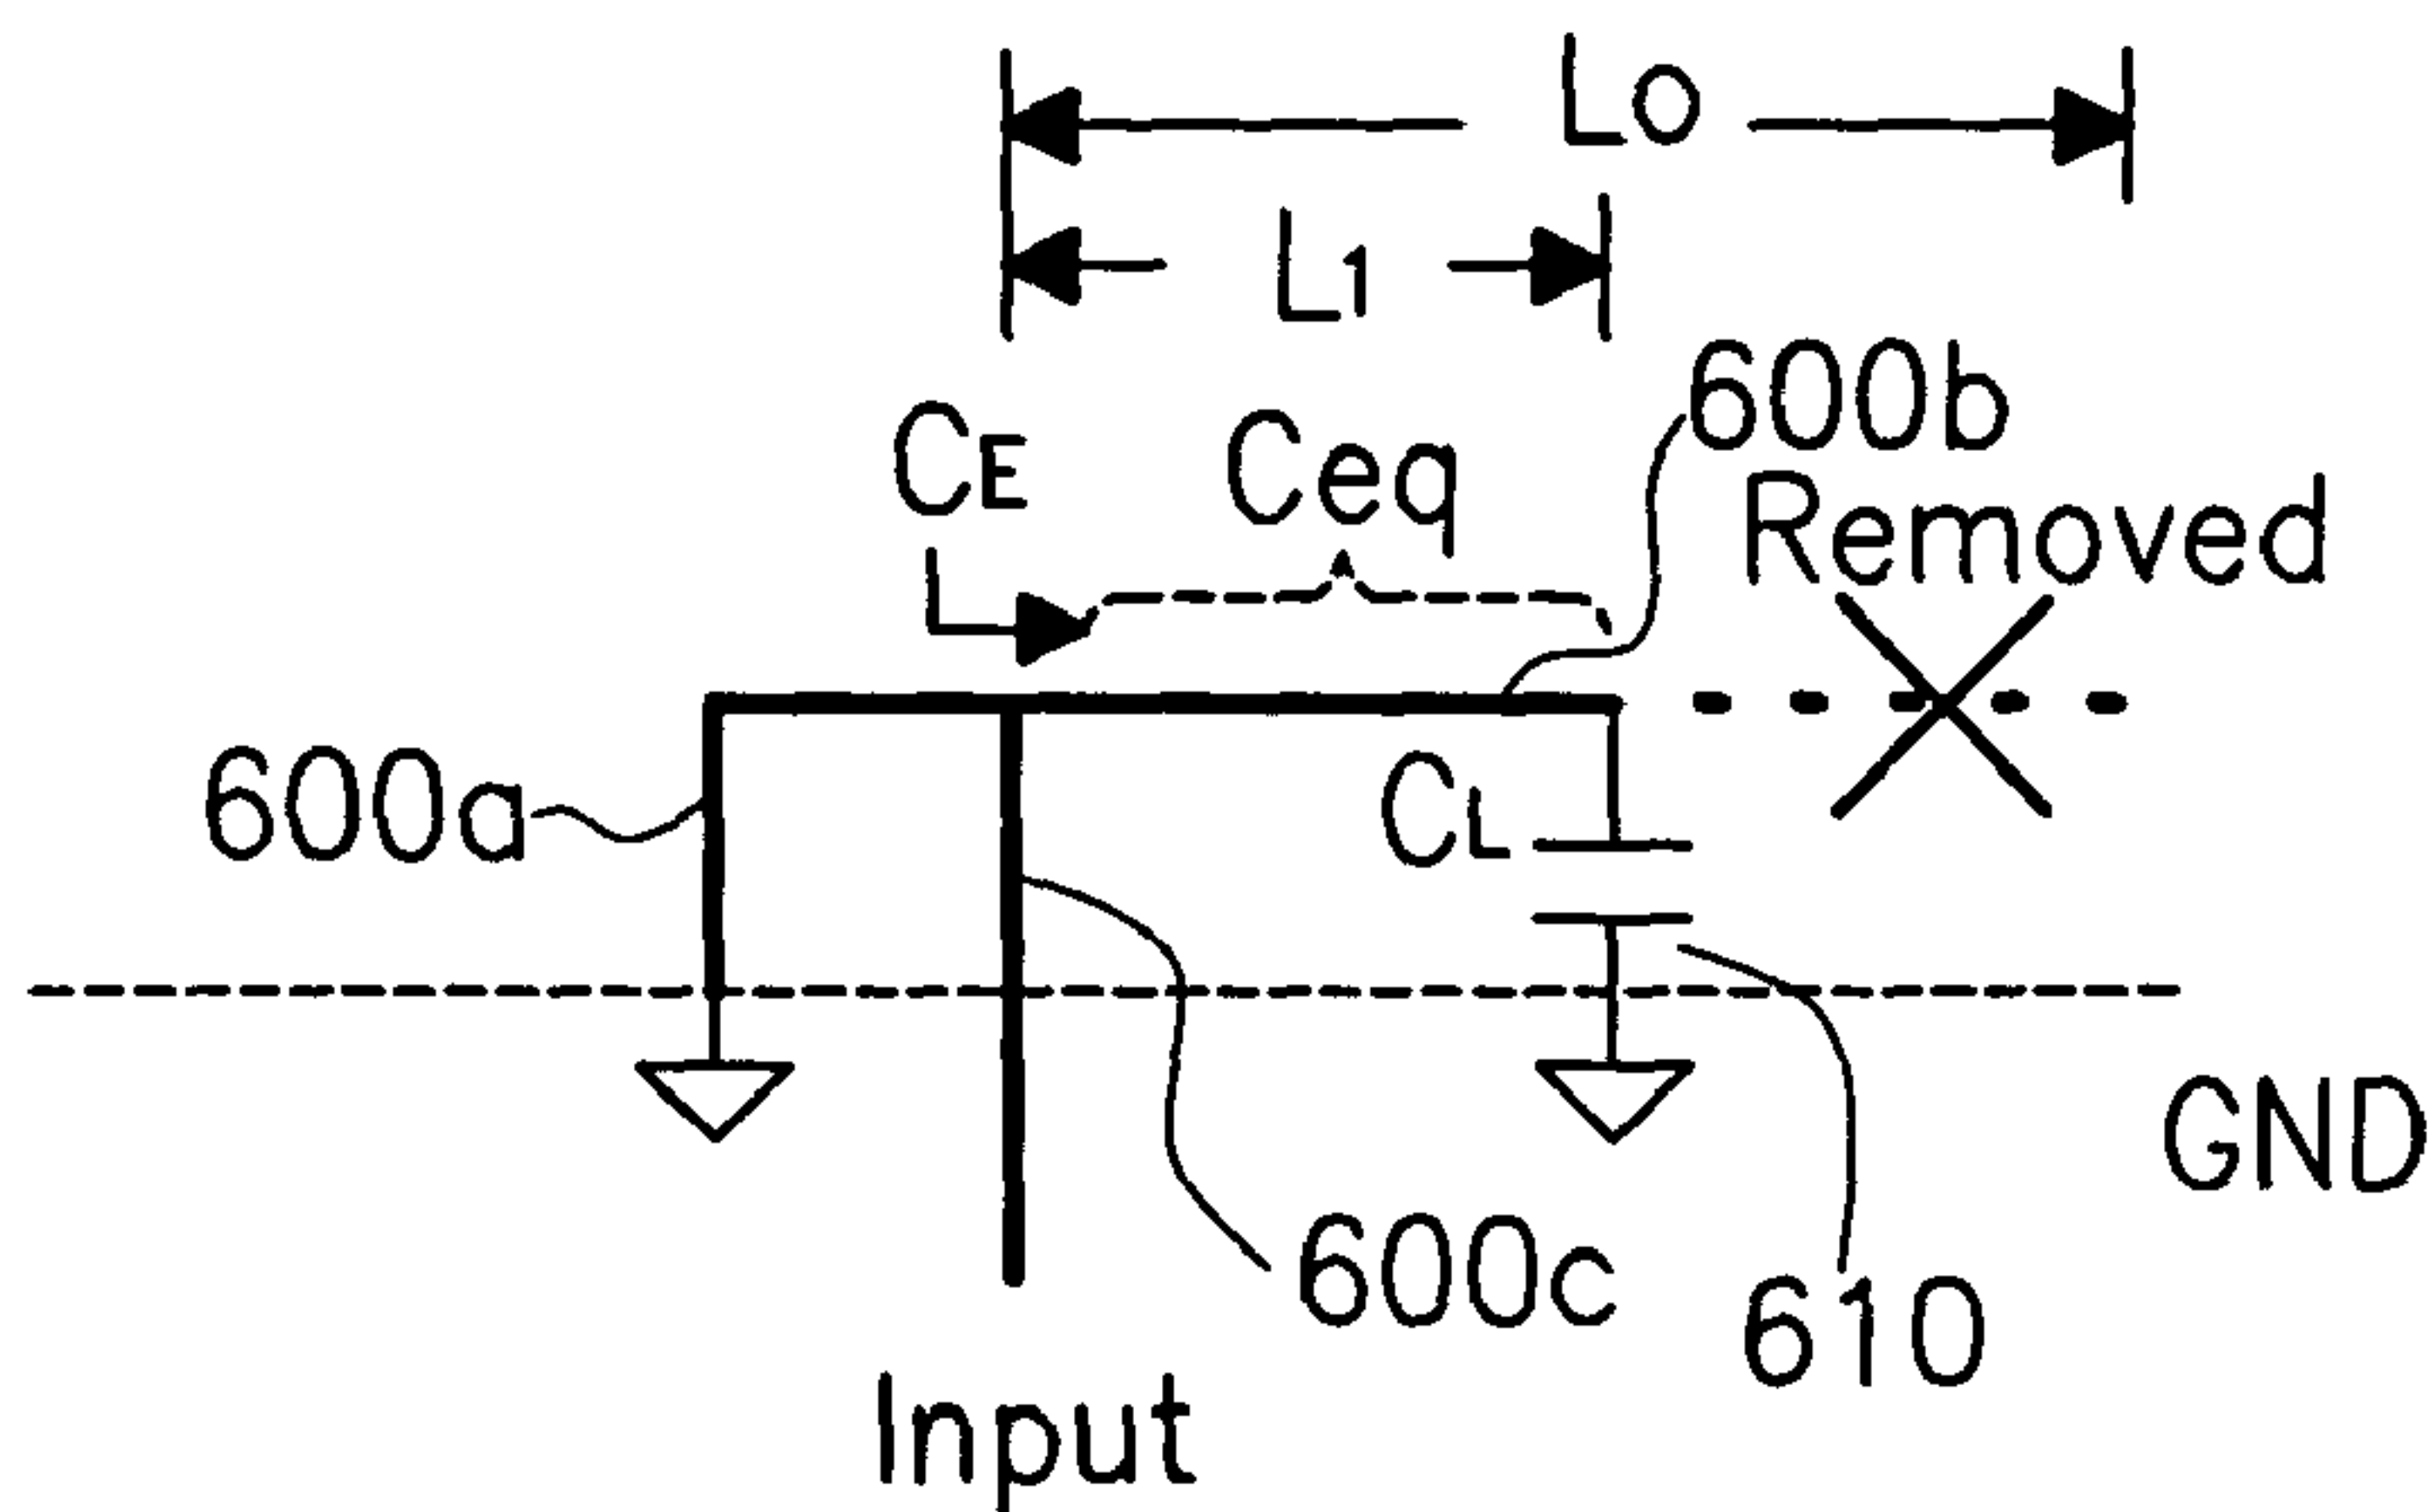 LO
L1
600b
CE
Ceq
Removed
600a
CL
GND
600c
610
Input